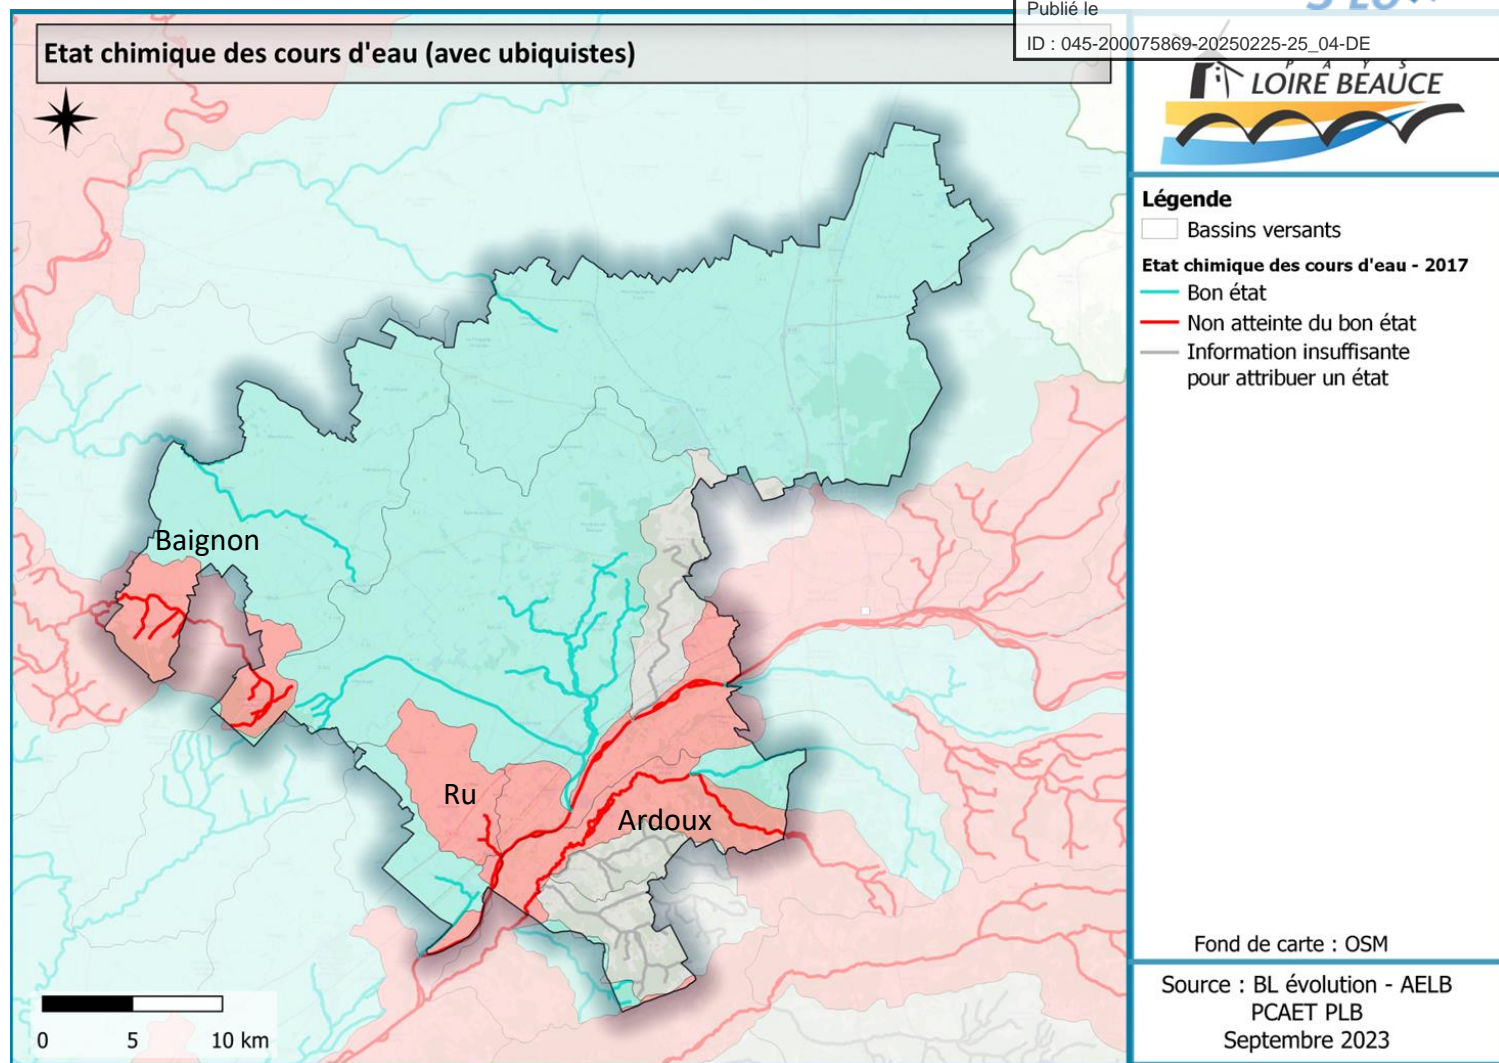 Publié le
ID : 045-200075869-20250225-25_04-DE
Etat chimique des cours d'eau (avec ubiquistes)
PAYS
LOIRE BEAUCE
Légende
Bassins versants
Etat chimique des cours d'eau - 2017
Bon état
Non atteinte du bon état
Information insuffisante
pour attribuer un état
Baignon
Ru
Ardoux
0 5 10 km
Fond de carte : OSM
Source : BL évolution - AELB
PCAET PLB
Septembre 2023